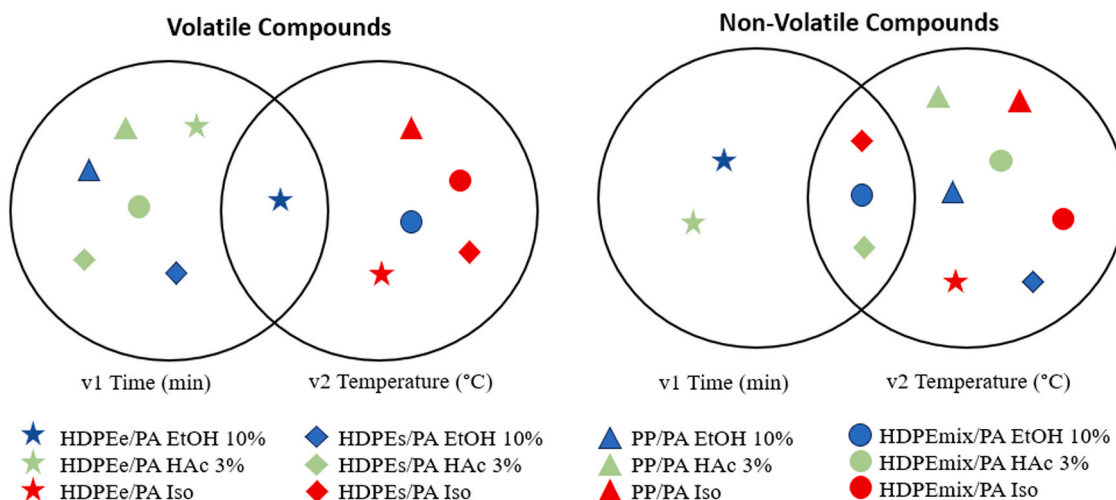 Volatile Compounds
Non-Volatile Compounds
v1 Time (min)
v2 Temperature (°C)
v1 Time (min)
v2 Temperature (°C)
HDPEe/PA EtOH 10%
HDPEs/PA EtOH 10%
PP/PA EtOH 10%
HDPEmix/PA EtOH 10%
HDPEe/PA HAc 3%
HDPEs/PA HAc 3%
PP/PA HAc 3%
HDPEmix/PA HAc 3%
HDPEe/PA Iso
HDPEs/PA Iso
PP/PA Iso
HDPEmix/PA Iso